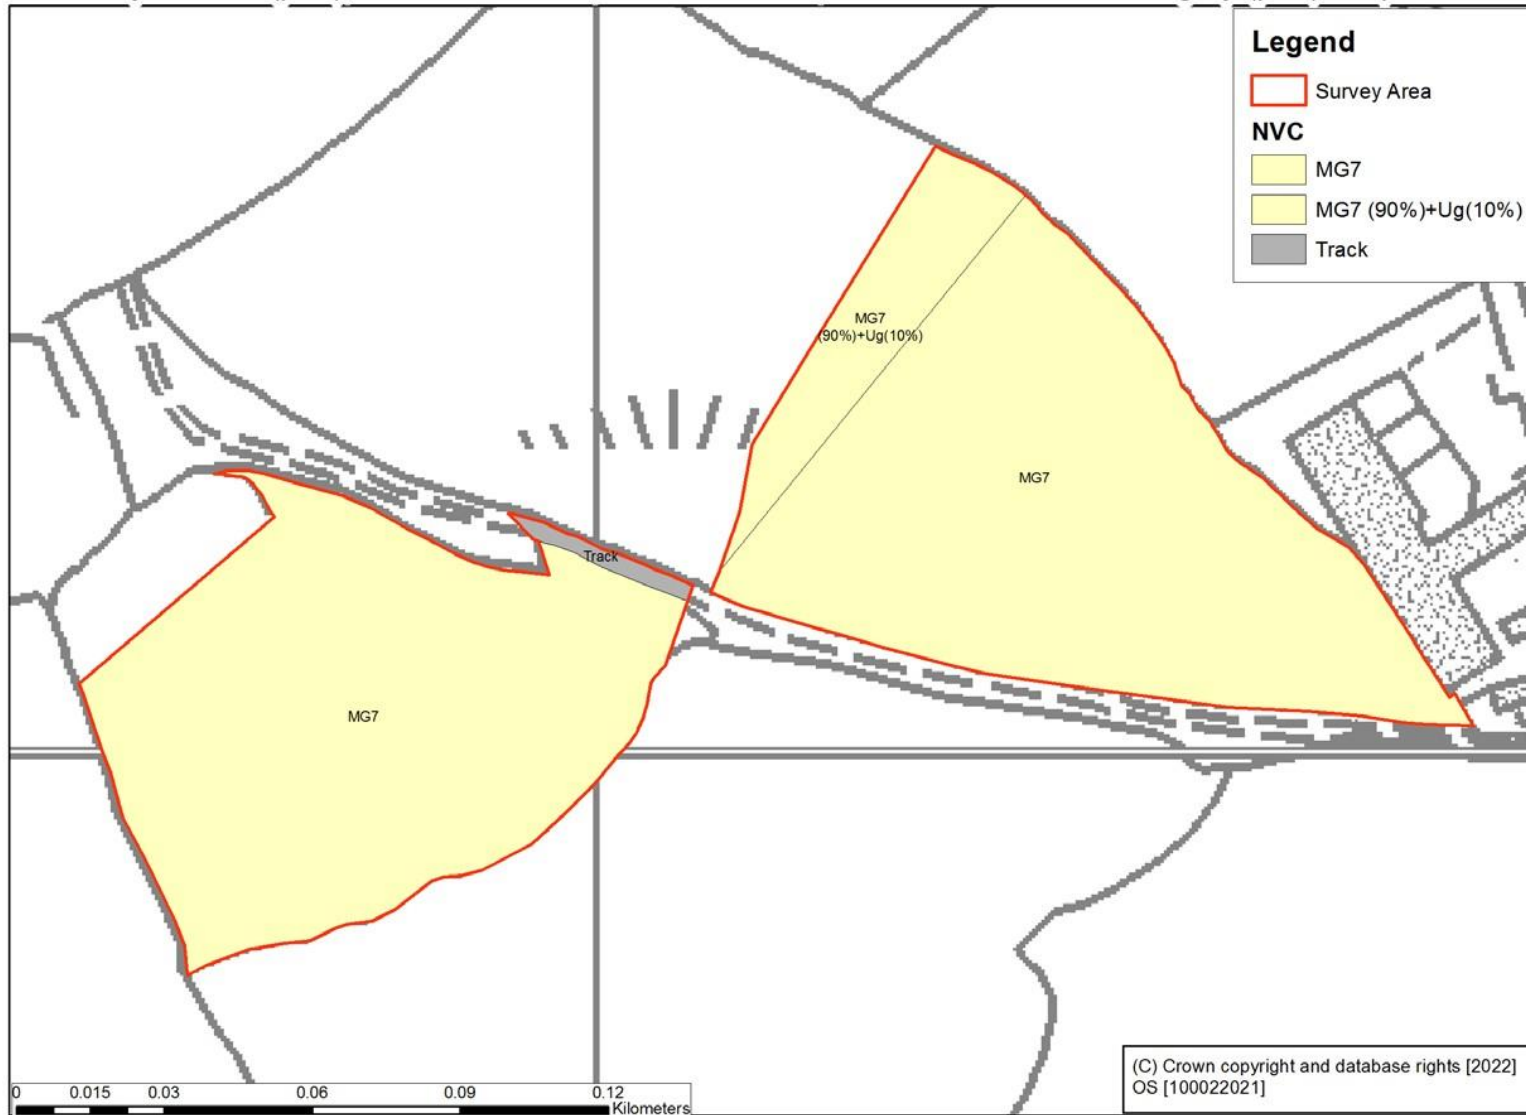 Legend
Survey Area
NVC
MG7
MG7 (90%)+Ug(10%)
Track
MG7
(90%)+Ug(10%)
MG7
Track
MG7
(C) Crown copyright and database rights [2022]
OS [100022021]
0 0.015 0.03 0.06 0.09 0.12
Kilometers